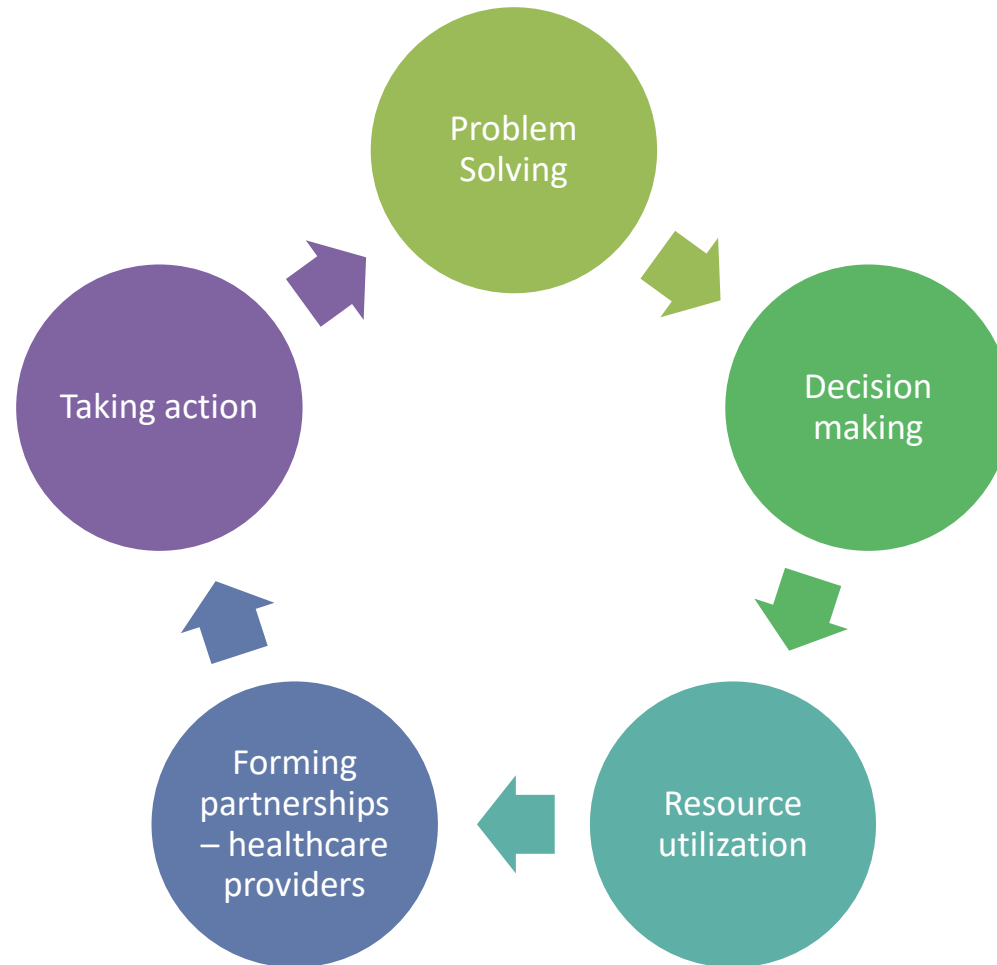 Problem
Solving
Decision
making
Resource
utilization
Forming
partnerships
– healthcare
providers
Taking action